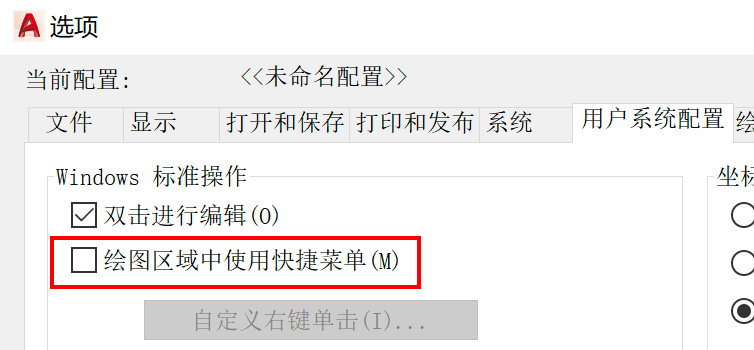 选项
当前配置: <<未命名配置>>
文件 显示 打开和保存 打印和发布 系统 用户系统配置 绘
Windows 标准操作 坐标
双击进行编辑(O)
绘图区域中使用快捷菜单(M)
自定义右键单击(I)...